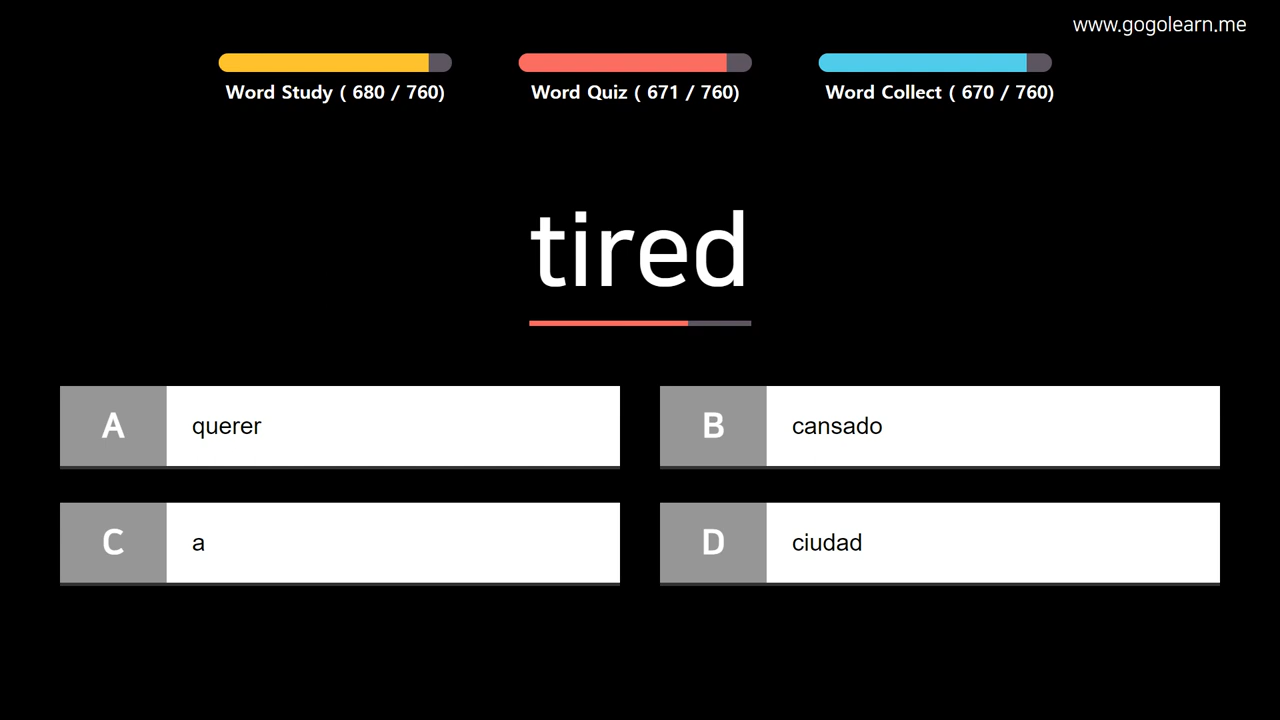 www.gogolearn.me
Word Study ( 680 / 760)
Word Quiz ( 671 / 760)
Word Collect ( 670 / 760)
tired
A querer
B cansado
C a
D ciudad